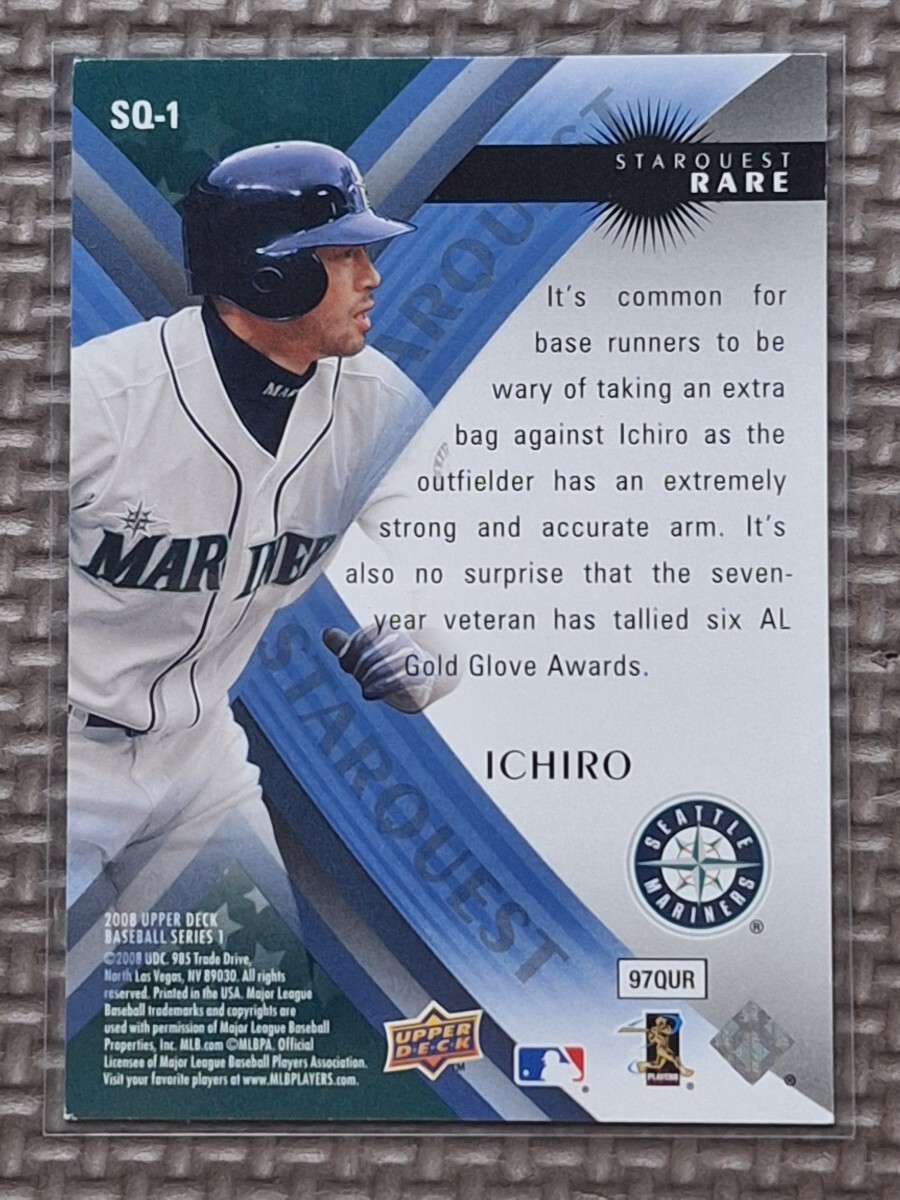 SQ-1
STARQUEST
RARE
STARQUEST
It's common for
base runners to be
wary of taking an extra
bag against Ichiro as the
outfielder has an extremely
strong and accurate arm. It's
also no surprise that the seven-
year veteran has tallied six AL
Gold Glove Awards.
MARINER
STARQUEST
ICHIRO
SEATTLE
MARINERS
®
2008 UPPER DECK
BASEBALL SERIES 1
©2008 UDC. 985 Trade Drive,
North Las Vegas, NV 89030. All rights
reserved. Printed in the USA. Major League
Baseball trademarks and copyrights are
used with permission of Major League Baseball
Properties, Inc. MLB.com ©MLBPA. Official
Licensee of Major League Baseball Players Association.
Visit your favorite players at www.MLBPLAYERS.com.
97QUR
UPPER
D·E·C·K
TM
®
PLAYERS
®
®